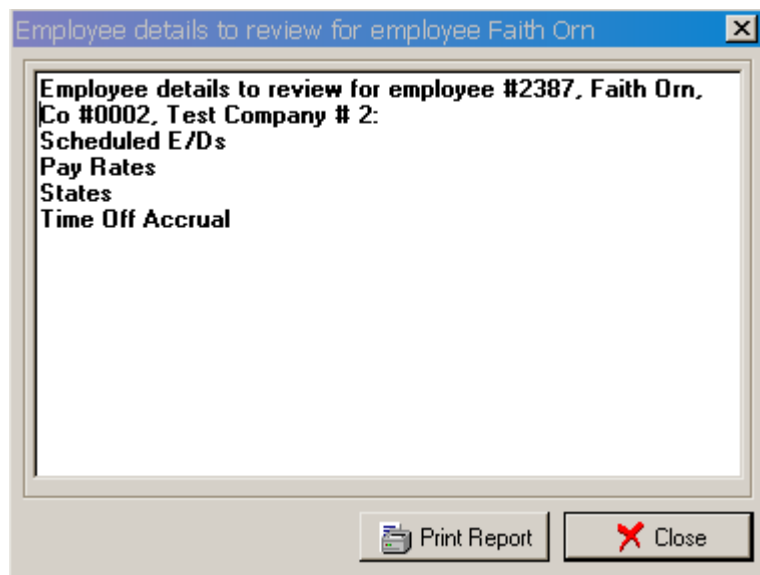 Employee details to review for employee Faith Orn
Employee details to review for employee #2387, Faith Orn,
Co #0002, Test Company # 2:
Scheduled E/Ds
Pay Rates
States
Time Off Accrual
Print Report
Close